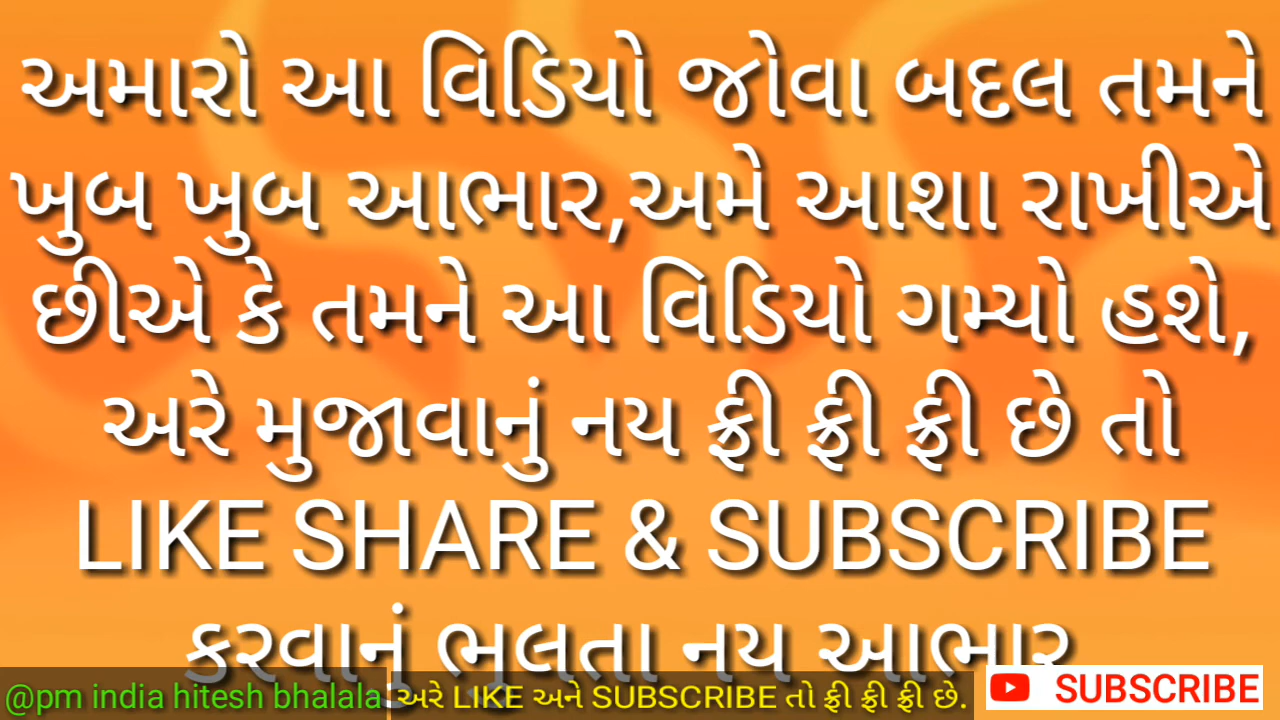 અમારો આ વિડિયો જોવા બદલ તમને
ખુબ ખુબ આભાર,અમે આશા રાખીએ
છીએ કે તમને આ વિડિયો ગમ્યો હશે,
અરે મુજાવાનું નય ફ્રી ફ્રી ફ્રી છે તો
LIKE SHARE & SUBSCRIBE
કરવાનું ભૂલતા નય આભાર
@pm india hitesh bhalala અરે LIKE અને SUBSCRIBE તો ફ્રી ફ્રી ફ્રી છે. SUBSCRIBE